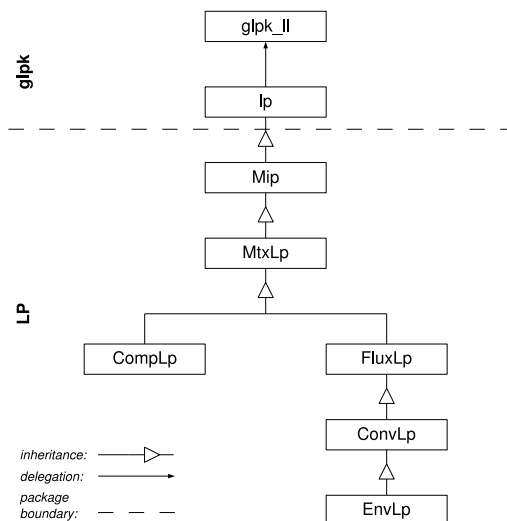 glpk_ll
glpk
lp
Mip
MtxLp
LP
CompLp
FluxLp
ConvLp
inheritance:
delegation:
package
boundary:
EnvLp